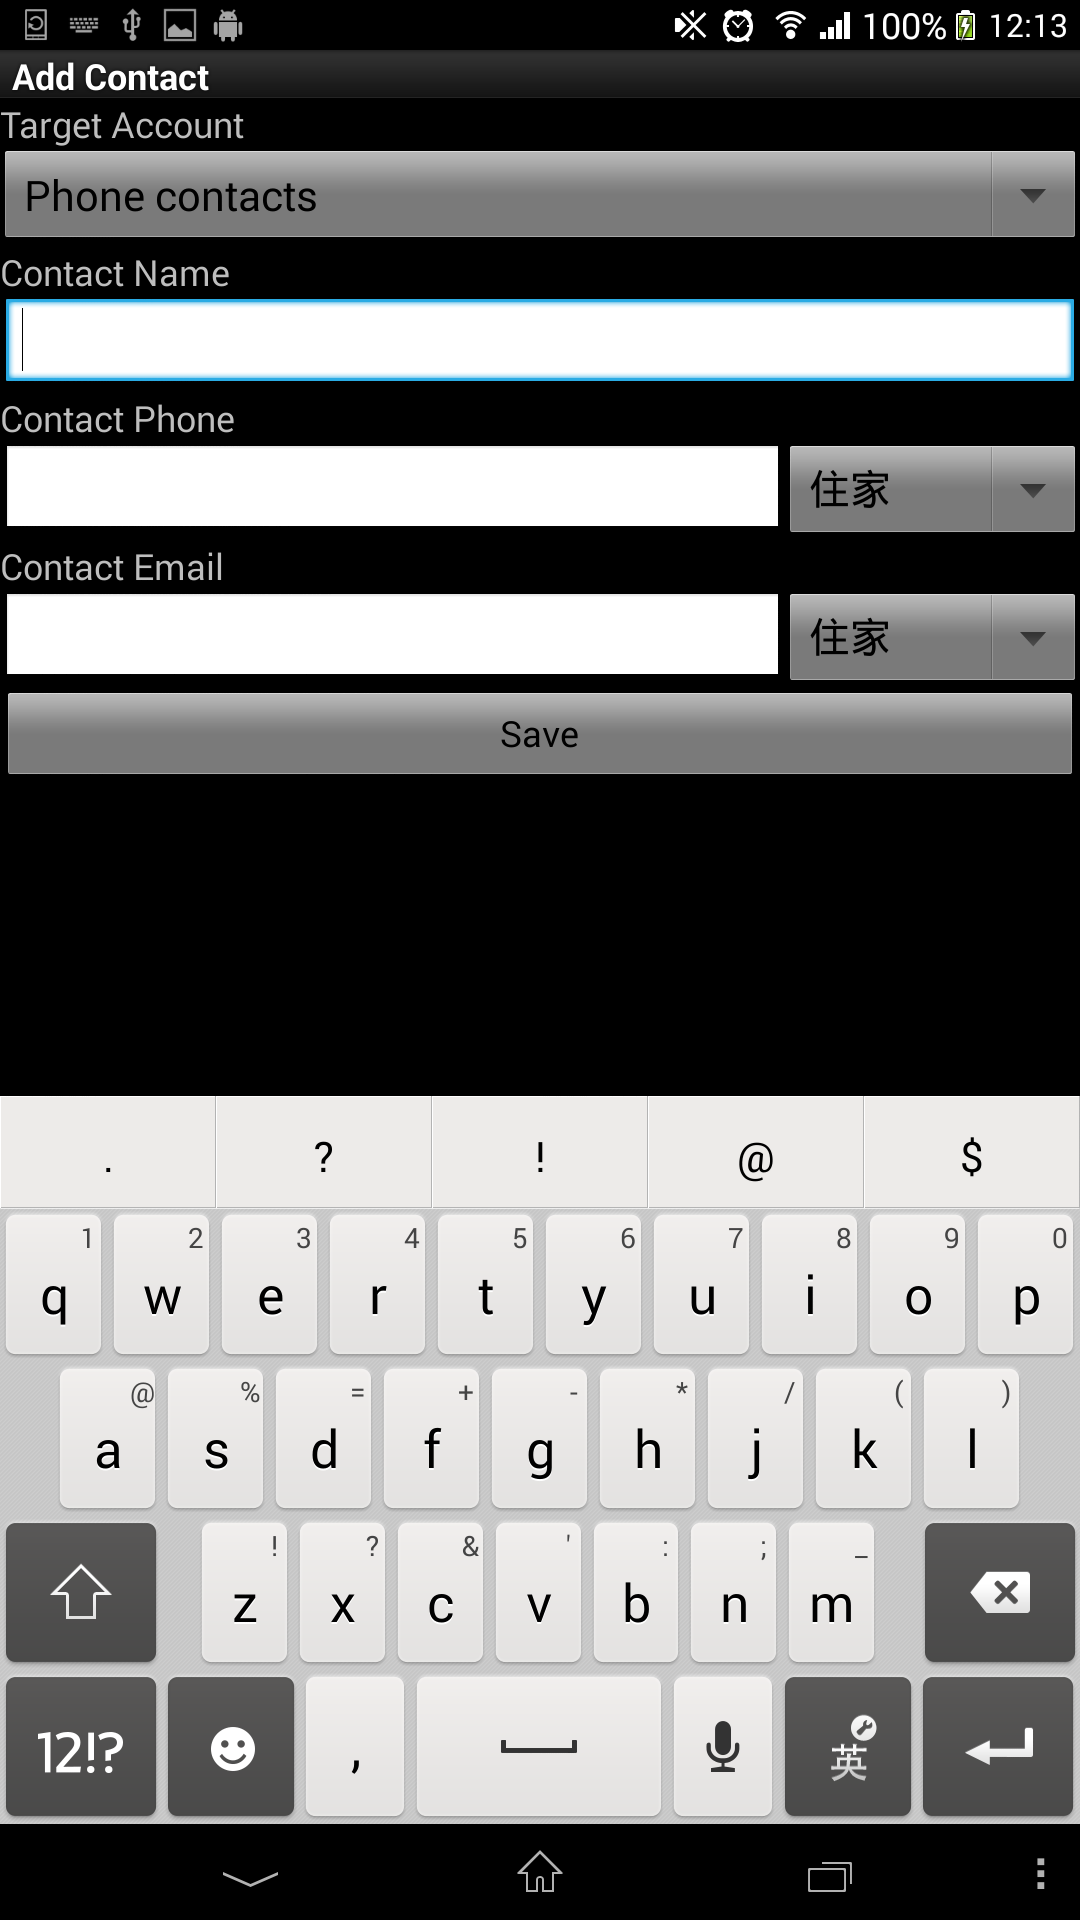 100% 12:13
Add Contact
Target Account
Phone contacts
Contact Name
Contact Phone
住家
Contact Email
住家
Save
. ? ! @ $
1 2 3 4 5 6 7 8 9 0
q w e r t y u i o p
@ % = + - * / ( )
a s d f g h j k l
! ? & ' : ; _
z x c v b n m
12!? , 英